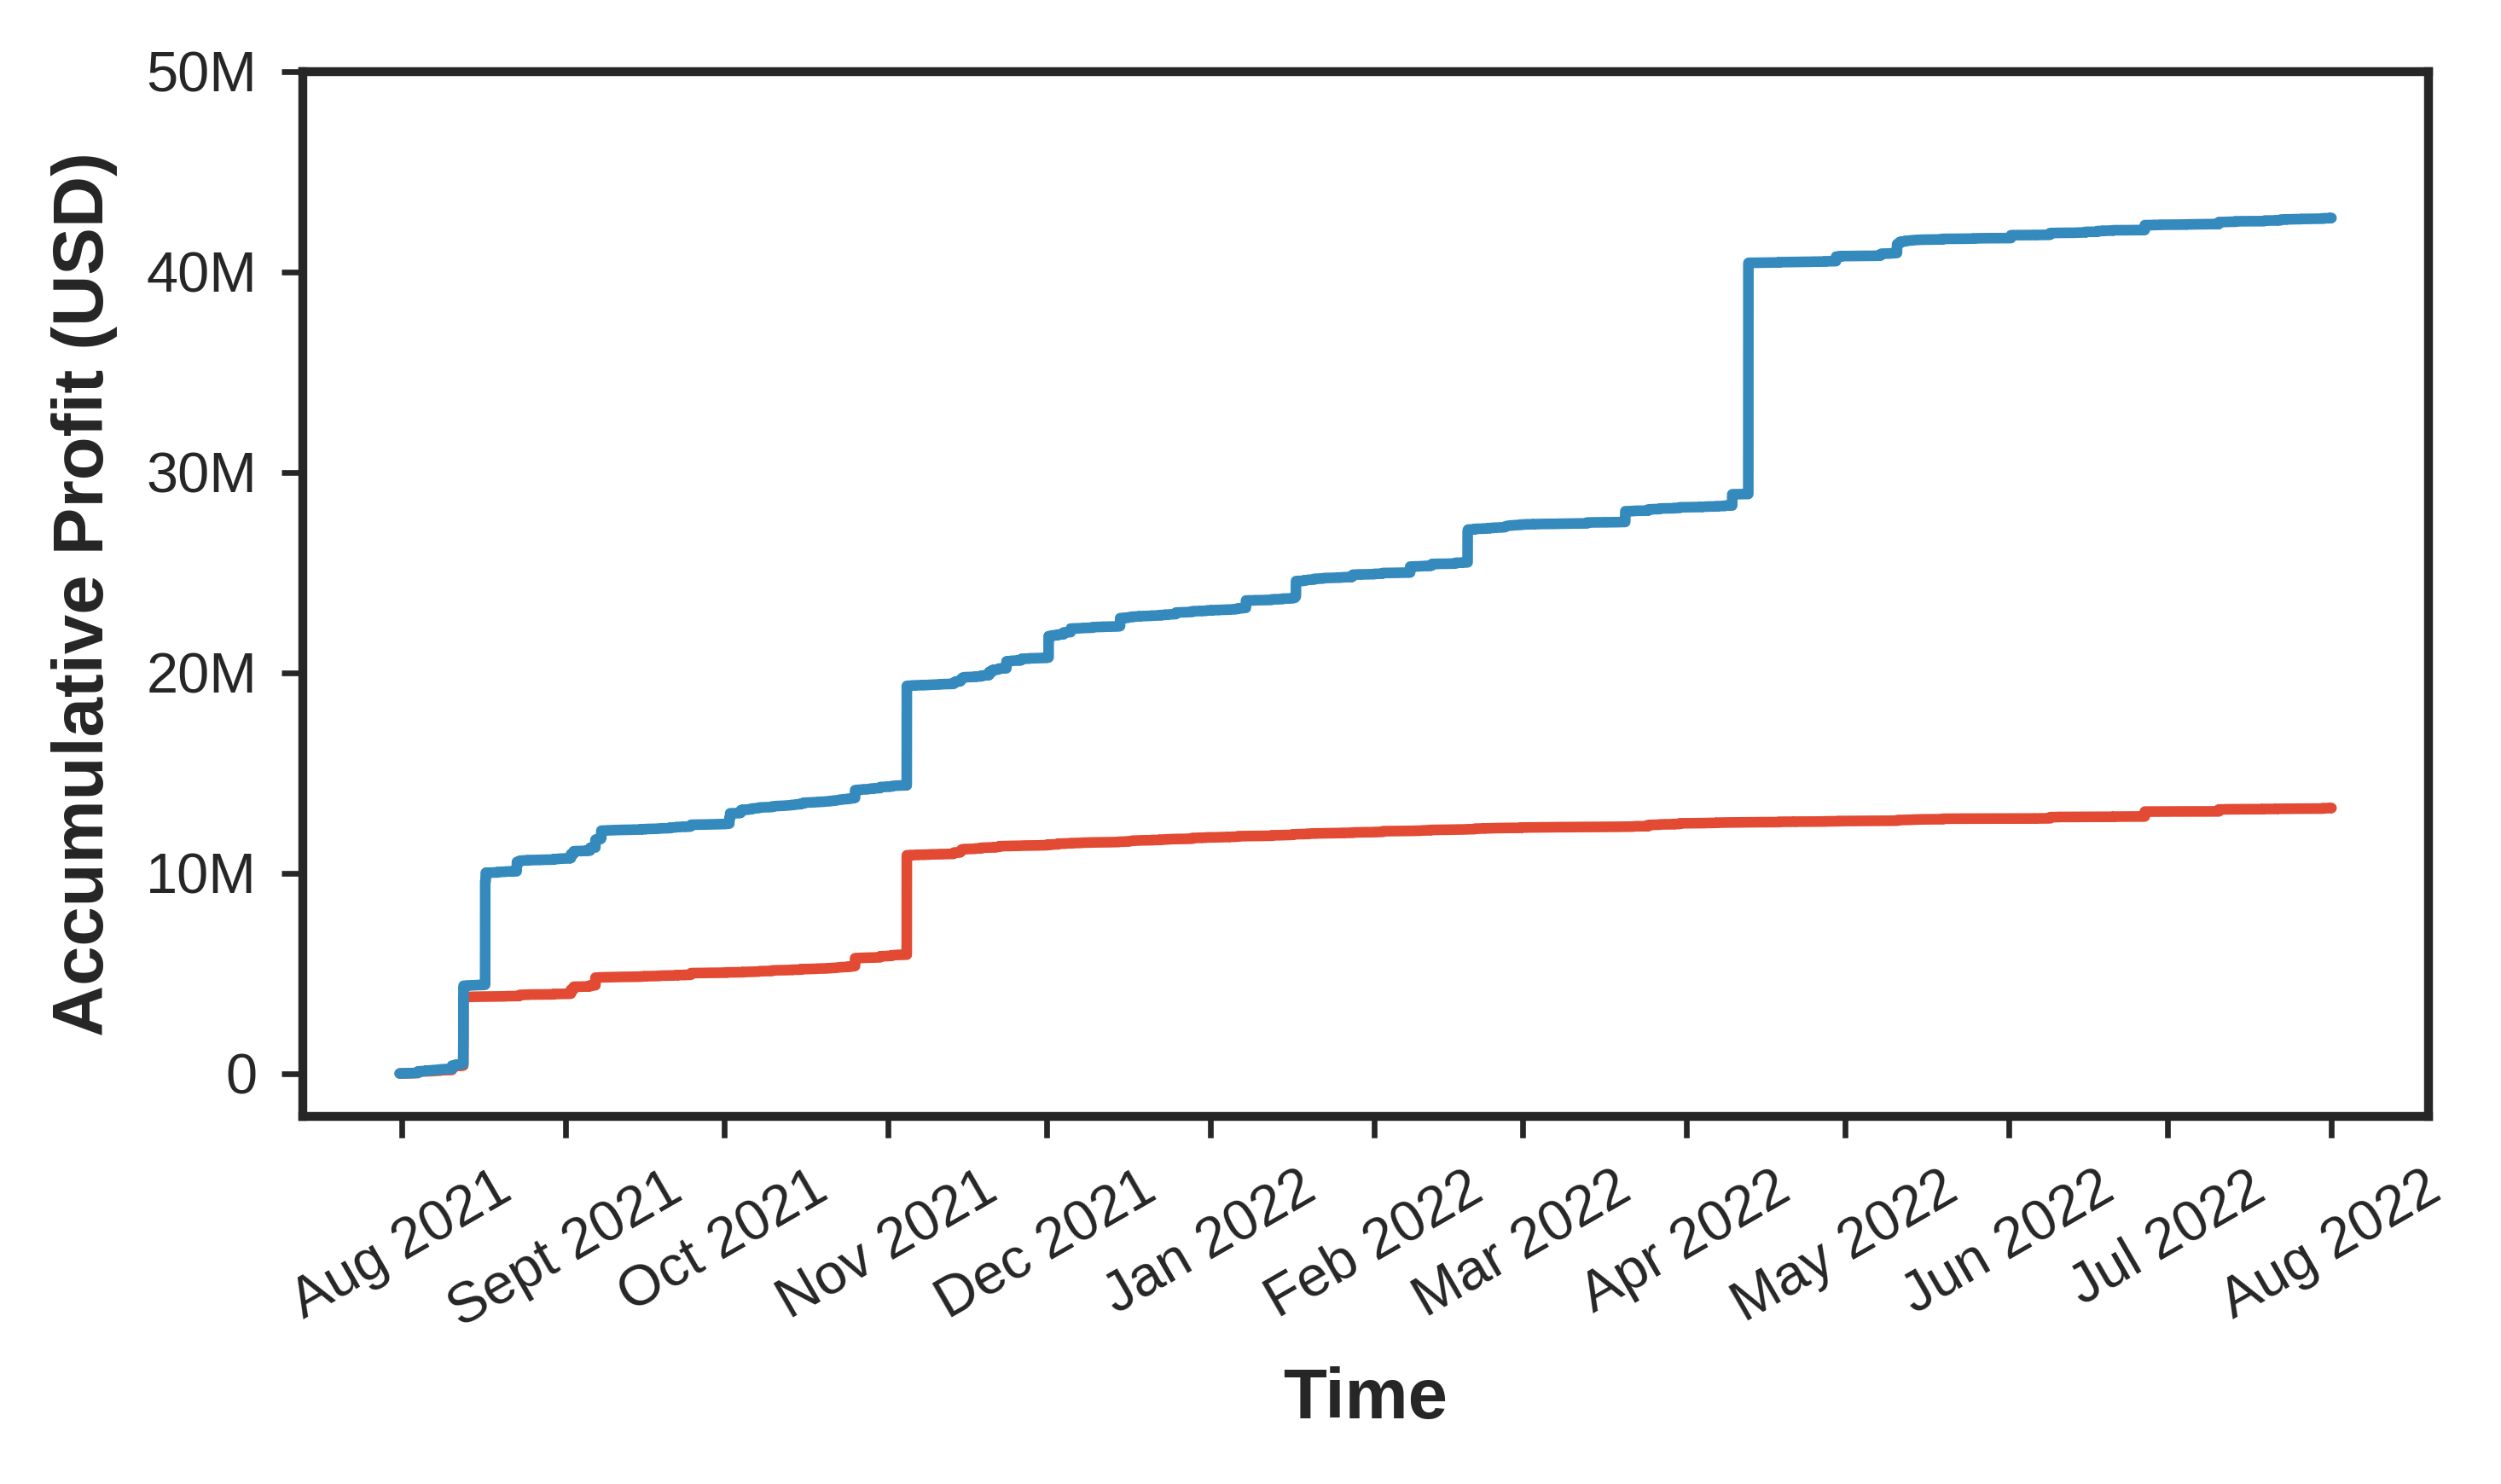 50M
40M
30M
20M
10M
0
Accumulative Profit (USD)
Aug 2021
Sept 2021
Oct 2021
Nov 2021
Dec 2021
Jan 2022
Feb 2022
Mar 2022
Apr 2022
May 2022
Jun 2022
Jul 2022
Aug 2022
Time